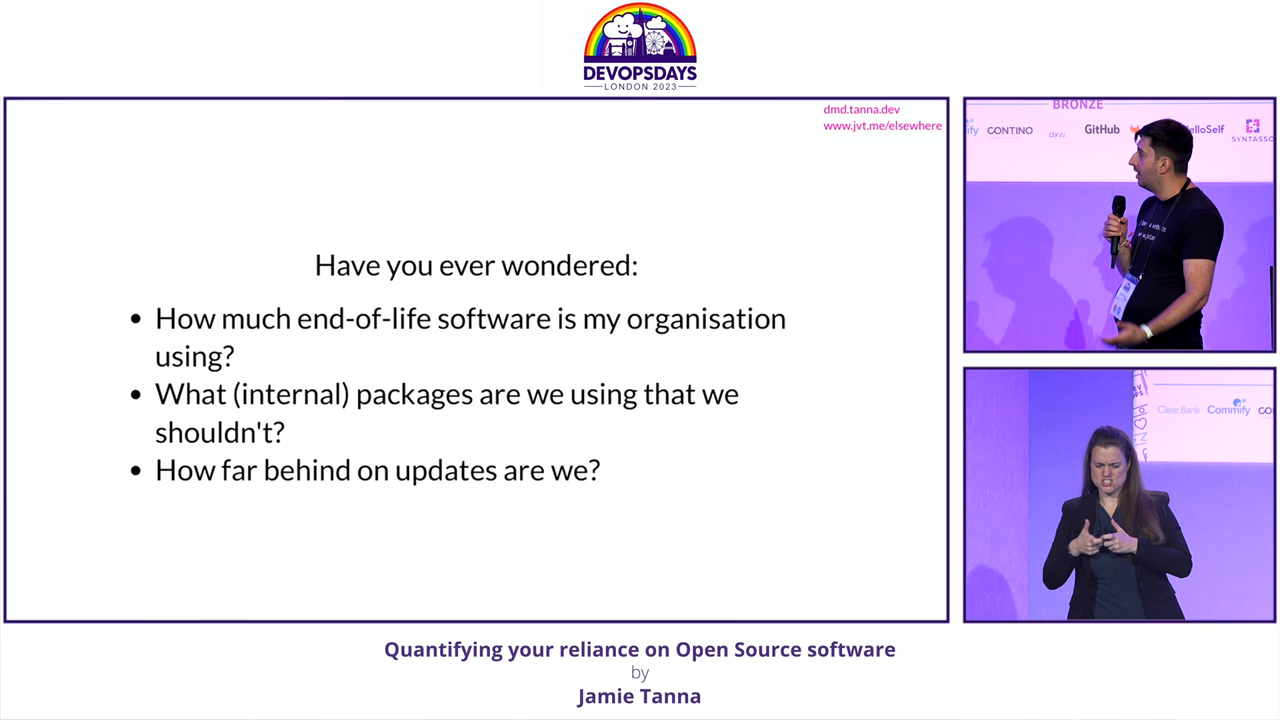 DEVOPSDAYS
LONDON 2023
dmd.tanna.dev
www.jvt.me/elsewhere
Have you ever wondered:
• How much end-of-life software is my organisation
using?
• What (internal) packages are we using that we
shouldn't?
• How far behind on updates are we?
BRONZE
CONTINO
dxw.
GitHub
HelloSelf
SYNTASSO
Clear.Bank
Commify
Quantifying your reliance on Open Source software
by
Jamie Tanna